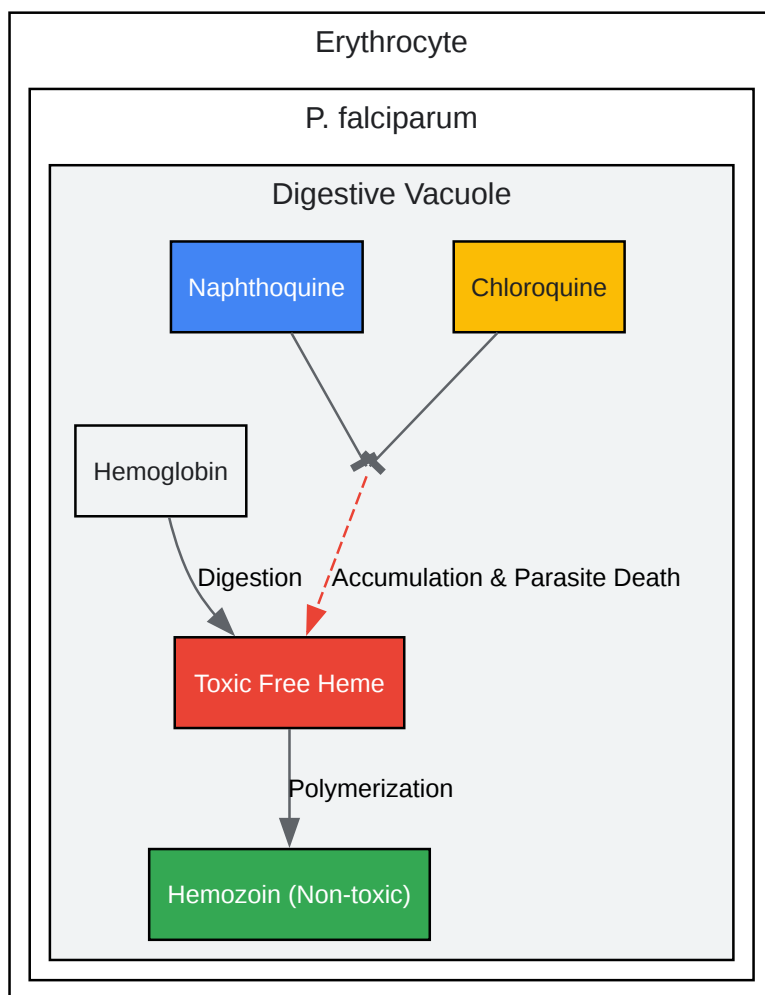 Erythrocyte
P. falciparum
Digestive Vacuole
Naphthoquine
Chloroquine
Hemoglobin
Digestion
Accumulation & Parasite Death
Toxic Free Heme
Polymerization
Hemozoin (Non-toxic)